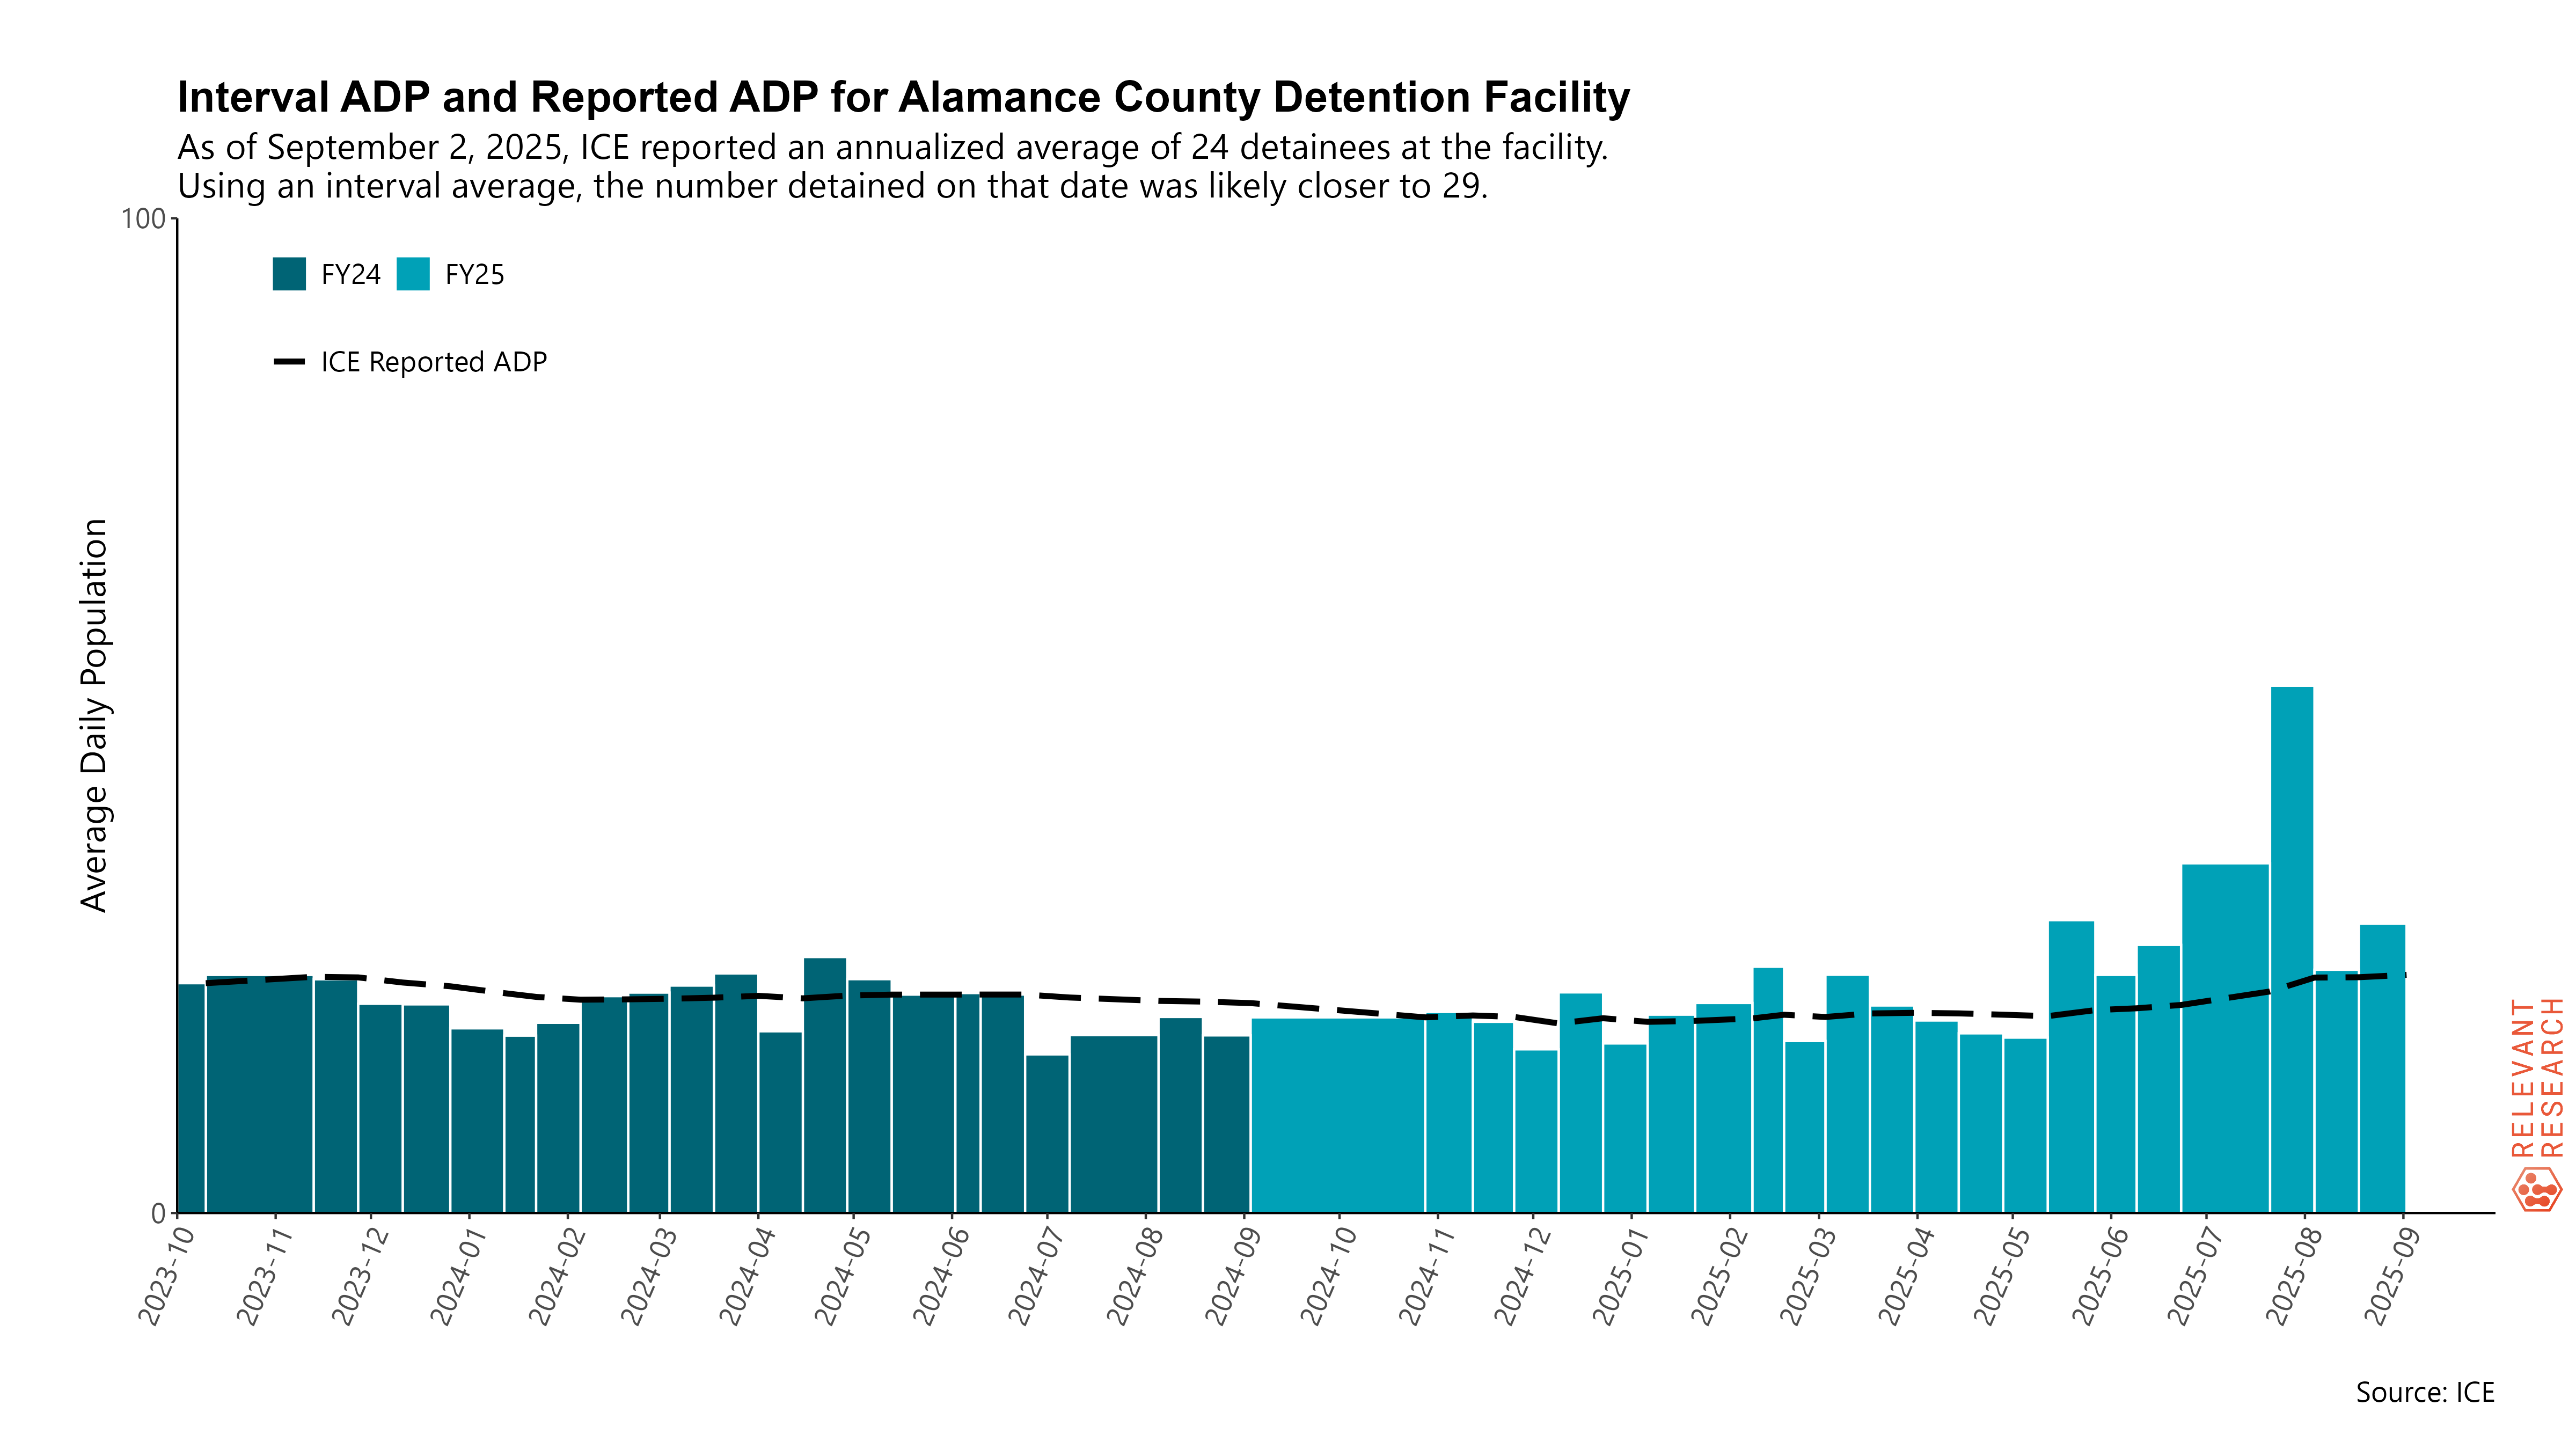 Interval ADP and Reported ADP for Alamance County Detention Facility
As of September 2, 2025, ICE reported an annualized average of 24 detainees at the facility.
Using an interval average, the number detained on that date was likely closer to 29.
100
FY24 FY25
ICE Reported ADP
Average Daily Population
0
2023-10
2023-11
2023-12
2024-01
2024-02
2024-03
2024-04
2024-05
2024-06
2024-07
2024-08
2024-09
2024-10
2024-11
2024-12
2025-01
2025-02
2025-03
2025-04
2025-05
2025-06
2025-07
2025-08
2025-09
RELEVANT
RESEARCH
Source: ICE